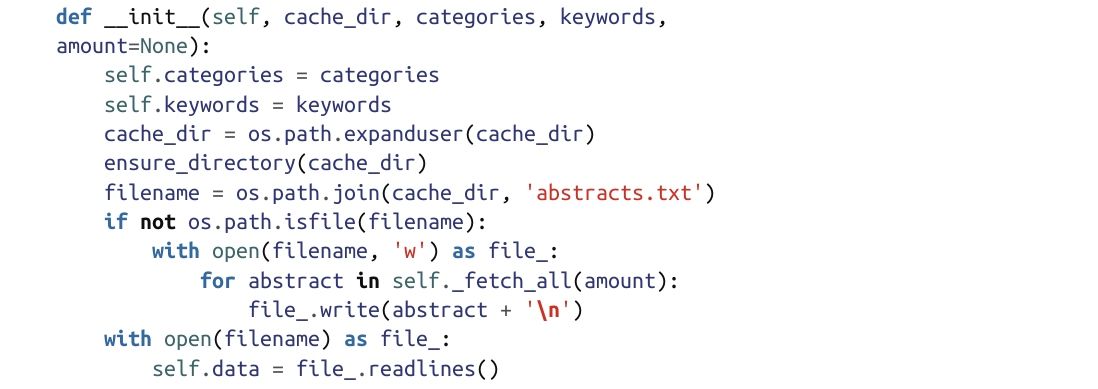 def __init__(self, cache_dir, categories, keywords,
amount=None):
    self.categories = categories
    self.keywords = keywords
    cache_dir = os.path.expanduser(cache_dir)
    ensure_directory(cache_dir)
    filename = os.path.join(cache_dir, 'abstracts.txt')
    if not os.path.isfile(filename):
        with open(filename, 'w') as file_:
            for abstract in self._fetch_all(amount):
                file_.write(abstract + '\n')
    with open(filename) as file_:
        self.data = file_.readlines()